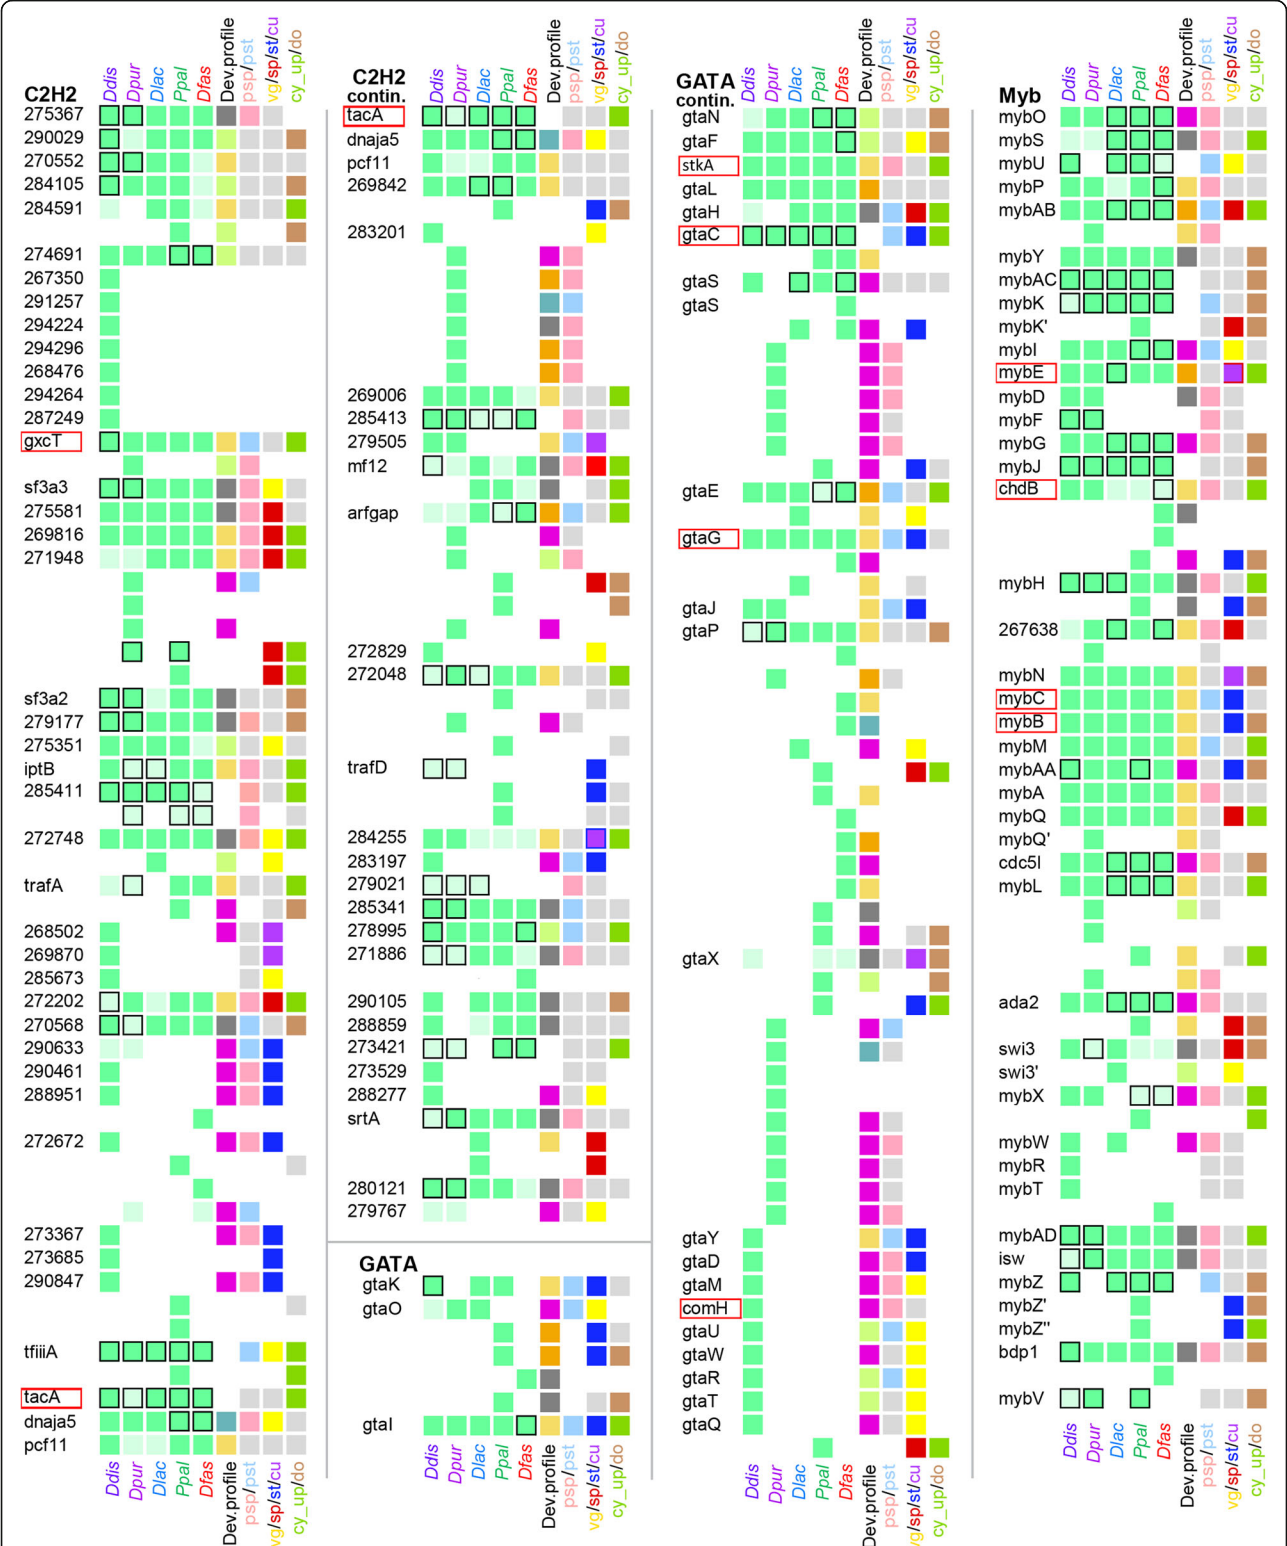 C2H2
Ddis Dpur Dlac Ppal Dfas Dev.profile psp/pst vg/sp/st/cu cy_up/do
275367
290029
270552
284105
284591
274691
267350
291257
294224
294296
268476
294264
287249
gxcT
sf3a3
275581
269816
271948
sf3a2
279177
275351
iptB
285411
272748
trafA
268502
269870
285673
272202
270568
290633
290461
288951
272672
273367
273685
290847
tfiiiA
tacA
dnaja5
pcf11
Ddis Dpur Dlac Ppal Dfas Dev.profile psp/pst vg/sp/st/cu cy_up/do
C2H2
contin.
Ddis Dpur Dlac Ppal Dfas Dev.profile psp/pst vg/sp/st/cu cy_up/do
tacA
dnaja5
pcf11
269842
283201
269006
285413
279505
mf12
arfgap
272829
272048
trafD
284255
283197
279021
285341
278995
271886
290105
288859
273421
273529
288277
srtA
280121
279767
GATA
gtaK
gtaO
gtaI
Ddis Dpur Dlac Ppal Dfas Dev.profile psp/pst vg/sp/st/cu cy_up/do
GATA
contin.
Ddis Dpur Dlac Ppal Dfas Dev.profile psp/pst vg/sp/st/cu cy_up/do
gtaN
gtaF
stkA
gtaL
gtaH
gtaC
gtaS
gtaS
gtaE
gtaG
gtaJ
gtaP
gtaX
gtaY
gtaD
gtaM
comH
gtaU
gtaW
gtaR
gtaT
gtaQ
Ddis Dpur Dlac Ppal Dfas Dev.profile psp/pst vg/sp/st/cu cy_up/do
Myb
Ddis Dpur Dlac Ppal Dfas Dev.profile psp/pst vg/sp/st/cu cy_up/do
mybO
mybS
mybU
mybP
mybAB
mybY
mybAC
mybK
mybK'
mybI
mybE
mybD
mybF
mybG
mybJ
chdB
mybH
267638
mybN
mybC
mybB
mybM
mybAA
mybA
mybQ
mybQ'
cdc5l
mybL
ada2
swi3
swi3'
mybX
mybW
mybR
mybT
mybAD
isw
mybZ
mybZ'
mybZ"
bdp1
mybV
Ddis Dpur Dlac Ppal Dfas Dev.profile psp/pst vg/sp/st/cu cy_up/do